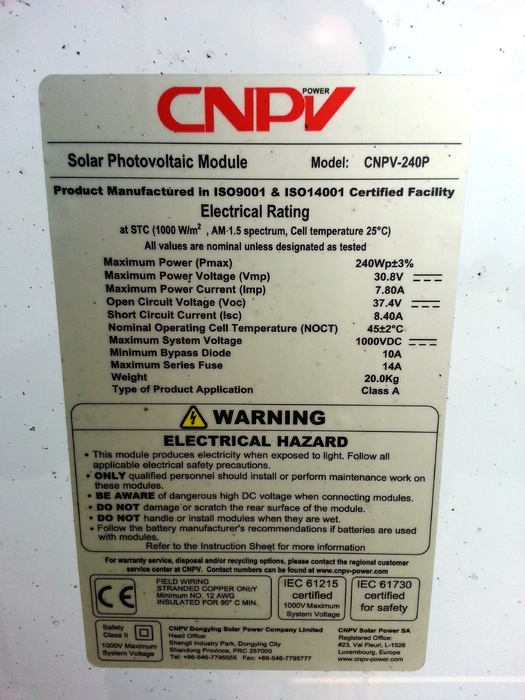 CNPV POWER
Solar Photovoltaic Module Model: CNPV-240P
Product Manufactured in ISO9001 & ISO14001 Certified Facility
Electrical Rating
at STC (1000 W/m², AM-1.5 spectrum, Cell temperature 25°C)
All values are nominal unless designated as tested
Maximum Power (Pmax) 240Wp±3%
Maximum Power Voltage (Vmp) 30.8V
Maximum Power Current (Imp) 7.80A
Open Circuit Voltage (Voc) 37.4V
Short Circuit Current (Isc) 8.40A
Nominal Operating Cell Temperature (NOCT) 45±2°C
Maximum System Voltage 1000VDC
Minimum Bypass Diode 10A
Maximum Series Fuse 14A
Weight 20.0Kg
Type of Product Application Class A
WARNING
ELECTRICAL HAZARD
• This module produces electricity when exposed to light. Follow all
applicable electrical safety precautions.
• ONLY qualified personnel should install or perform maintenance work on
these modules.
• BE AWARE of dangerous high DC voltage when connecting modules.
• DO NOT damage or scratch the rear surface of the module.
• DO NOT handle or install modules when they are wet.
• Follow the battery manufacturer's recommendations if batteries are used
with modules.
Refer to the Instruction Sheet for more information
For warranty service, disposal and/or recycling options, please contact the regional customer
service center at CNPV. Contact numbers can be found at www.cnpv-power.com.
CE
FIELD WIRING
STRANDED COPPER ONLY
Minimum NO. 12 AWG
INSULATED FOR 90° C MIN.
IEC 61215
certified
1000V Maximum
System Voltage
IEC 61730
certified
for safety
Safety
Class II
1000V Maximum
System Voltage
CNPV Dongying Solar Power Company Limited
Head Office:
Shengli Industry Park, Dongying City
Shandong Province, PRC 257000
Tel: +86-546-7795555 Fax: +86-546-7795777
CNPV Solar Power SA
Registered Office:
#23, Val Fleuri, L-1526
Luxembourg, Europe
www.cnpv-power.com